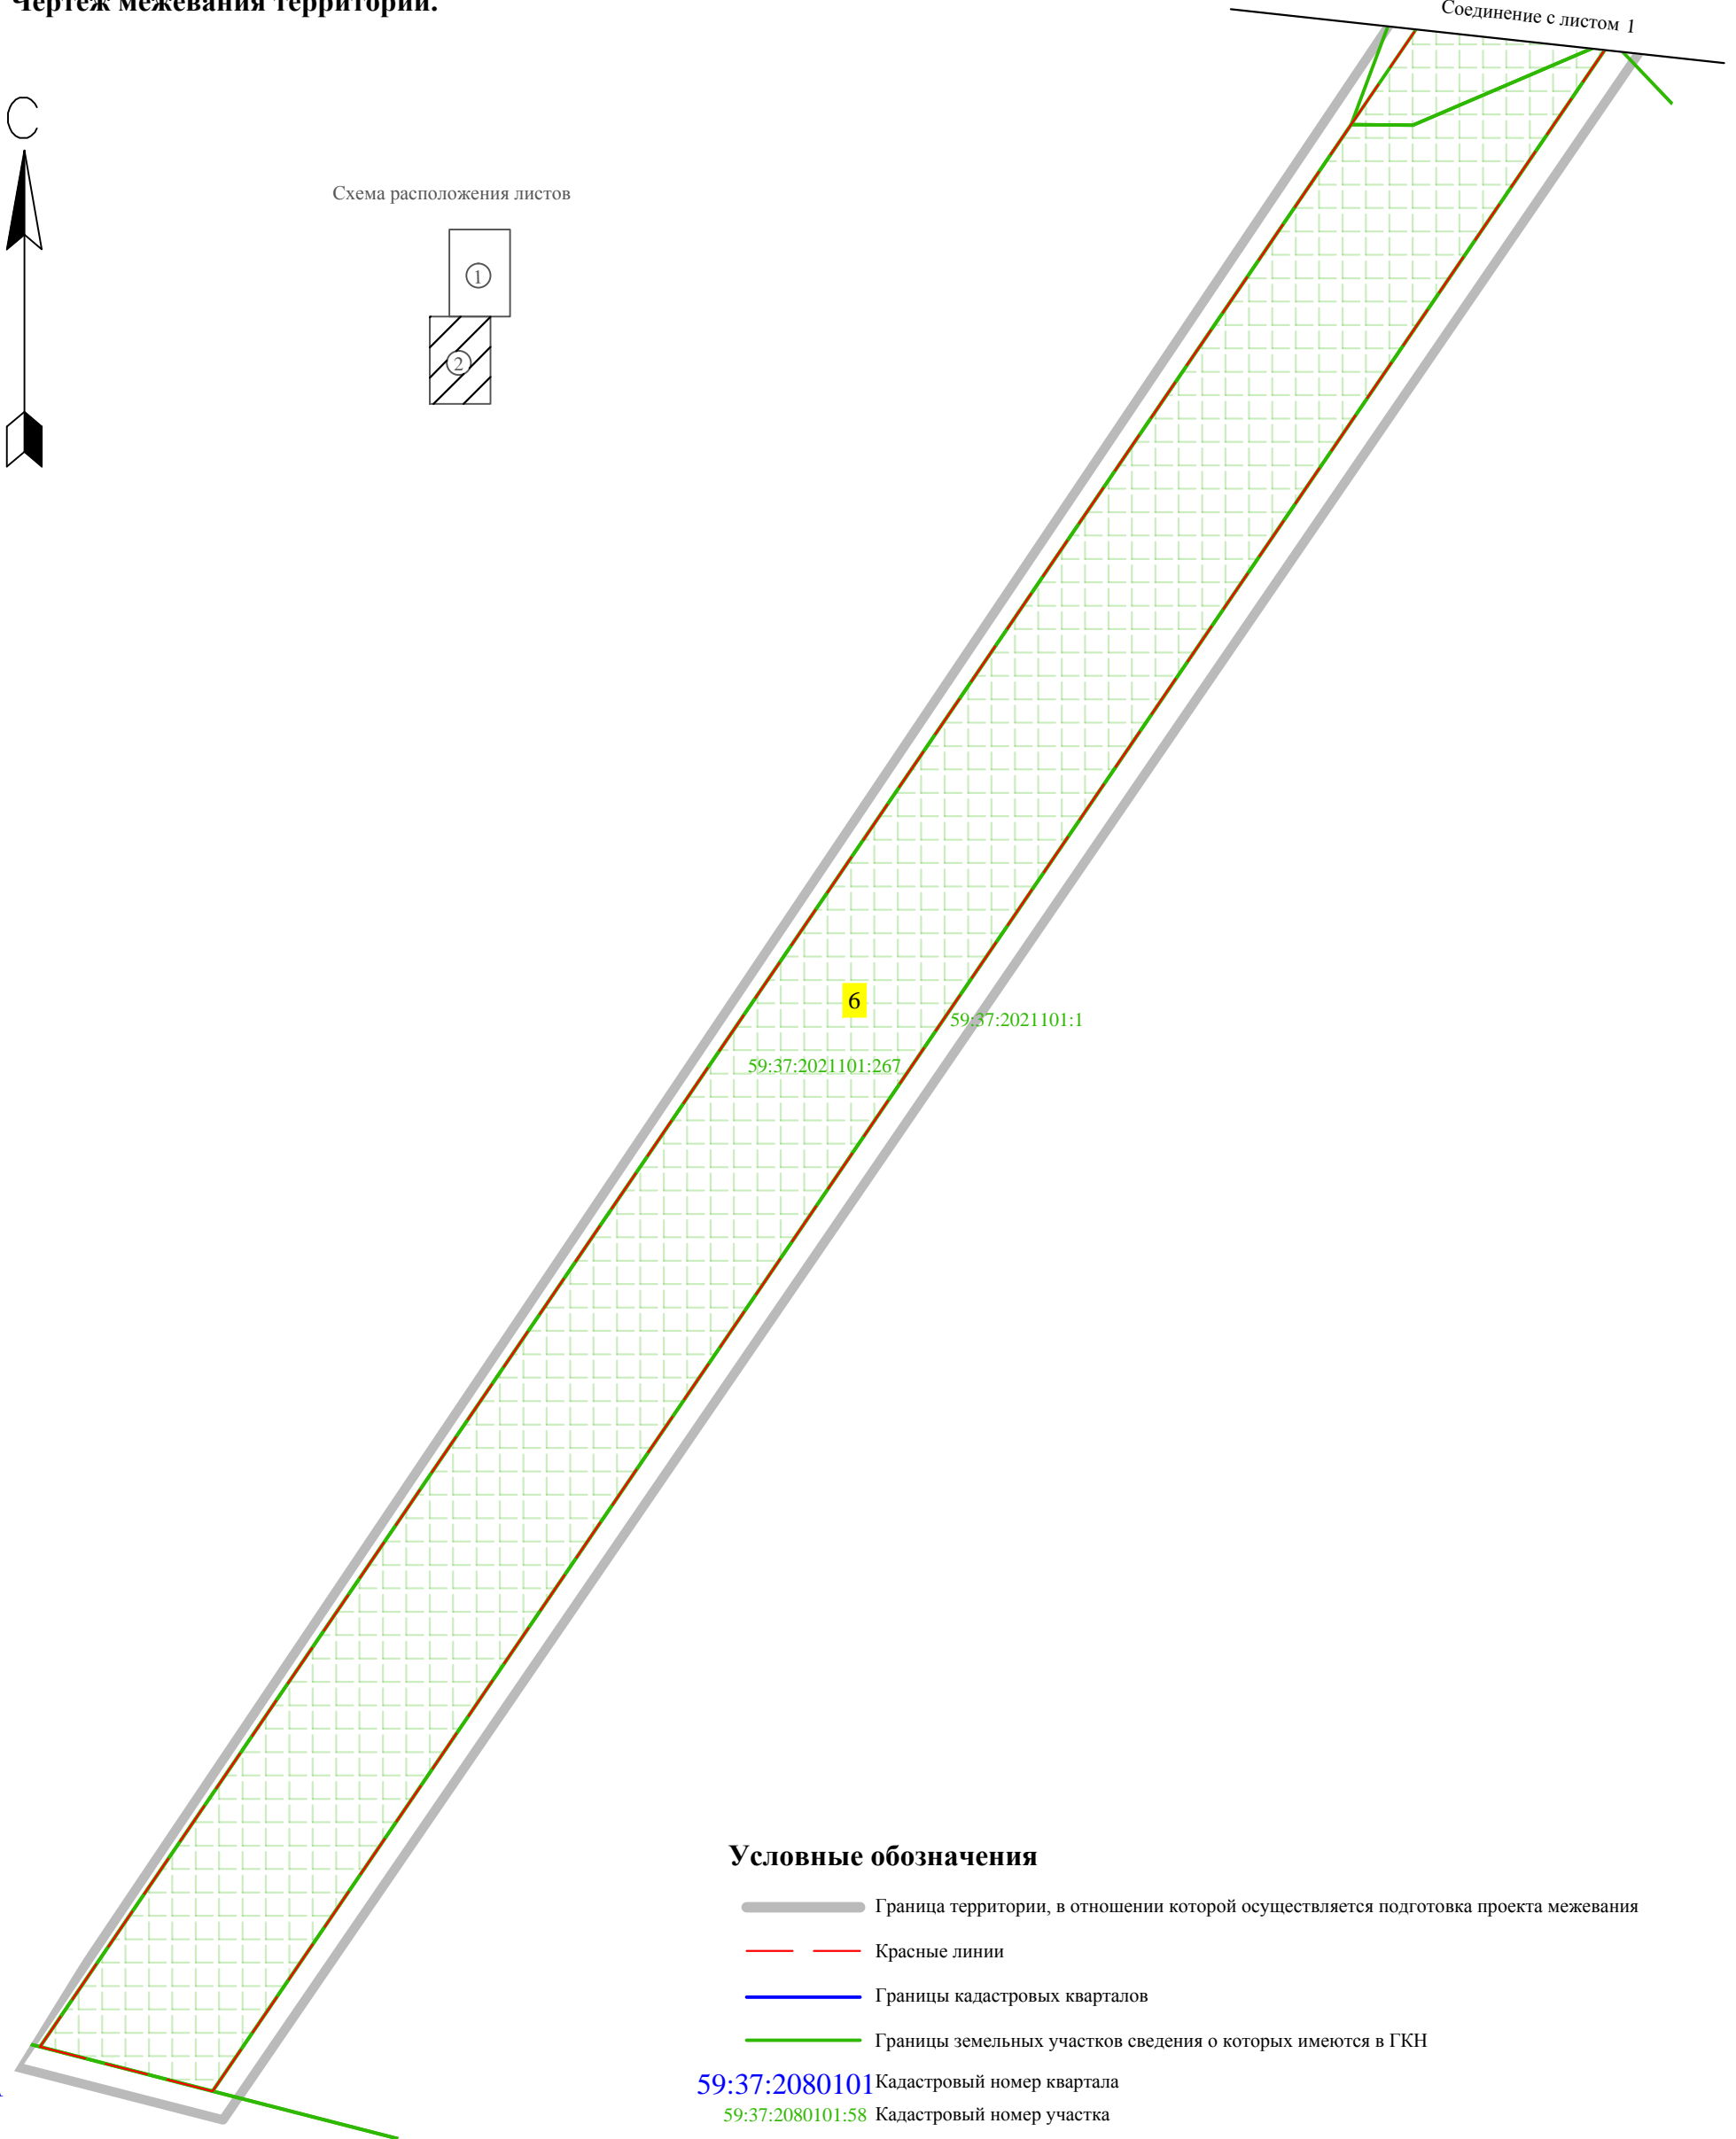 Чертеж межевания территории.
Соединение с листом 1
С
Схема расположения листов
1
2
6
59:37:2021101:1
59:37:2021101:267
Условные обозначения
Граница территории, в отношении которой осуществляется подготовка проекта межевания
Красные линии
Границы кадастровых кварталов
Границы земельных участков сведения о которых имеются в ГКН
59:37:2080101 Кадастровый номер квартала
59:37:2080101:58 Кадастровый номер участка